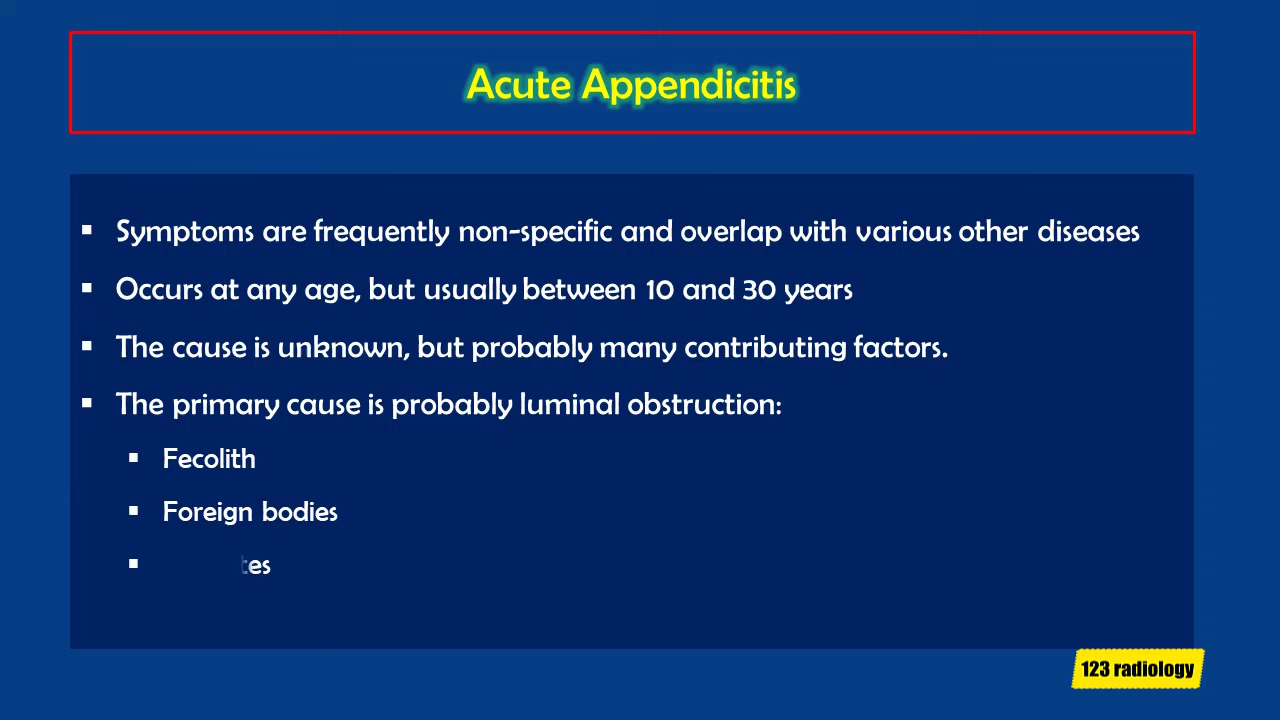 Acute Appendicitis
▪ Symptoms are frequently non-specific and overlap with various other diseases
▪ Occurs at any age, but usually between 10 and 30 years
▪ The cause is unknown, but probably many contributing factors.
▪ The primary cause is probably luminal obstruction:
▪ Fecolith
▪ Foreign bodies
▪ tes
123 radiology